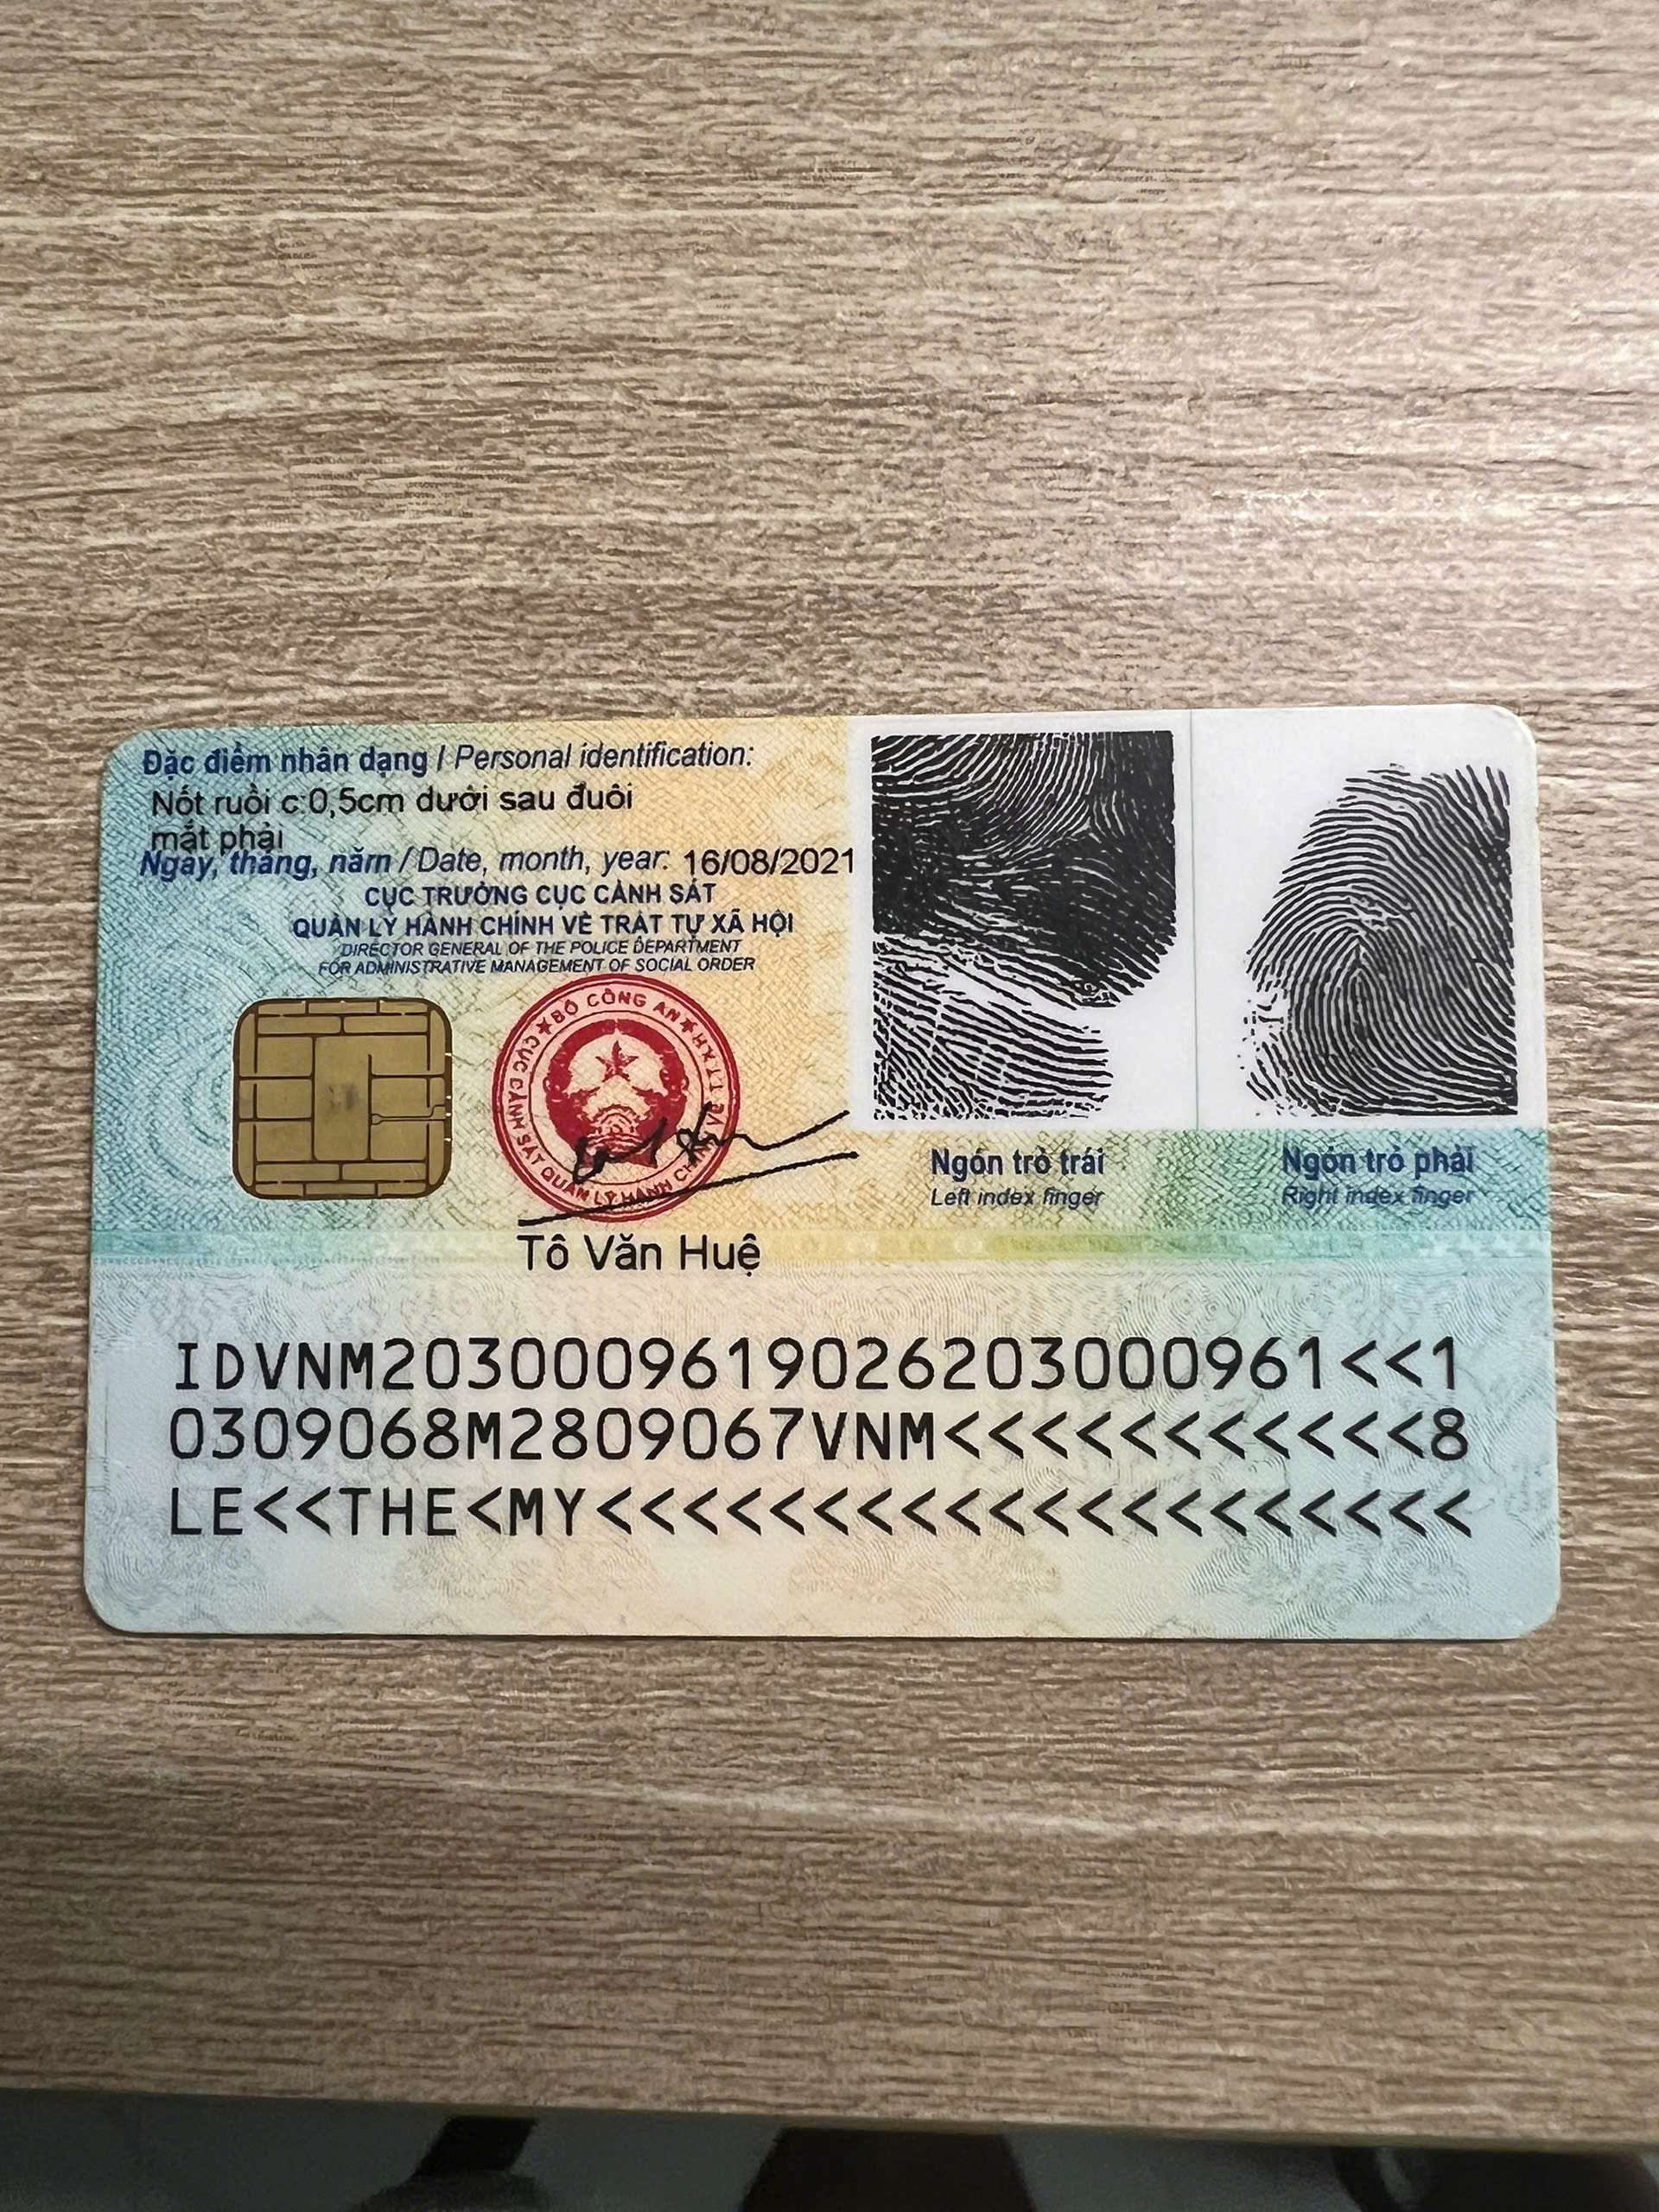 Đặc điểm nhân dạng / Personal identification:
Nốt ruồi c:0,5cm dưới sau đuôi
mắt phải
Ngày, tháng, năm / Date, month, year: 16/08/2021
CỤC TRƯỞNG CỤC CẢNH SÁT
QUẢN LÝ HÀNH CHÍNH VỀ TRẬT TỰ XÃ HỘI
DIRECTOR GENERAL OF THE POLICE DEPARTMENT
FOR ADMINISTRATIVE MANAGEMENT OF SOCIAL ORDER
BỘ CÔNG AN
CỤC CẢNH SÁT QUẢN LÝ HÀNH CHÍNH
Ngón trỏ trái
Left index finger
Ngón trỏ phải
Right index finger
Tô Văn Huệ
IDVNM2030009619026203000961<<1
0309068M2809067VNM<<<<<<<<<<<8
LE<<THE<MY<<<<<<<<<<<<<<<<<<<<